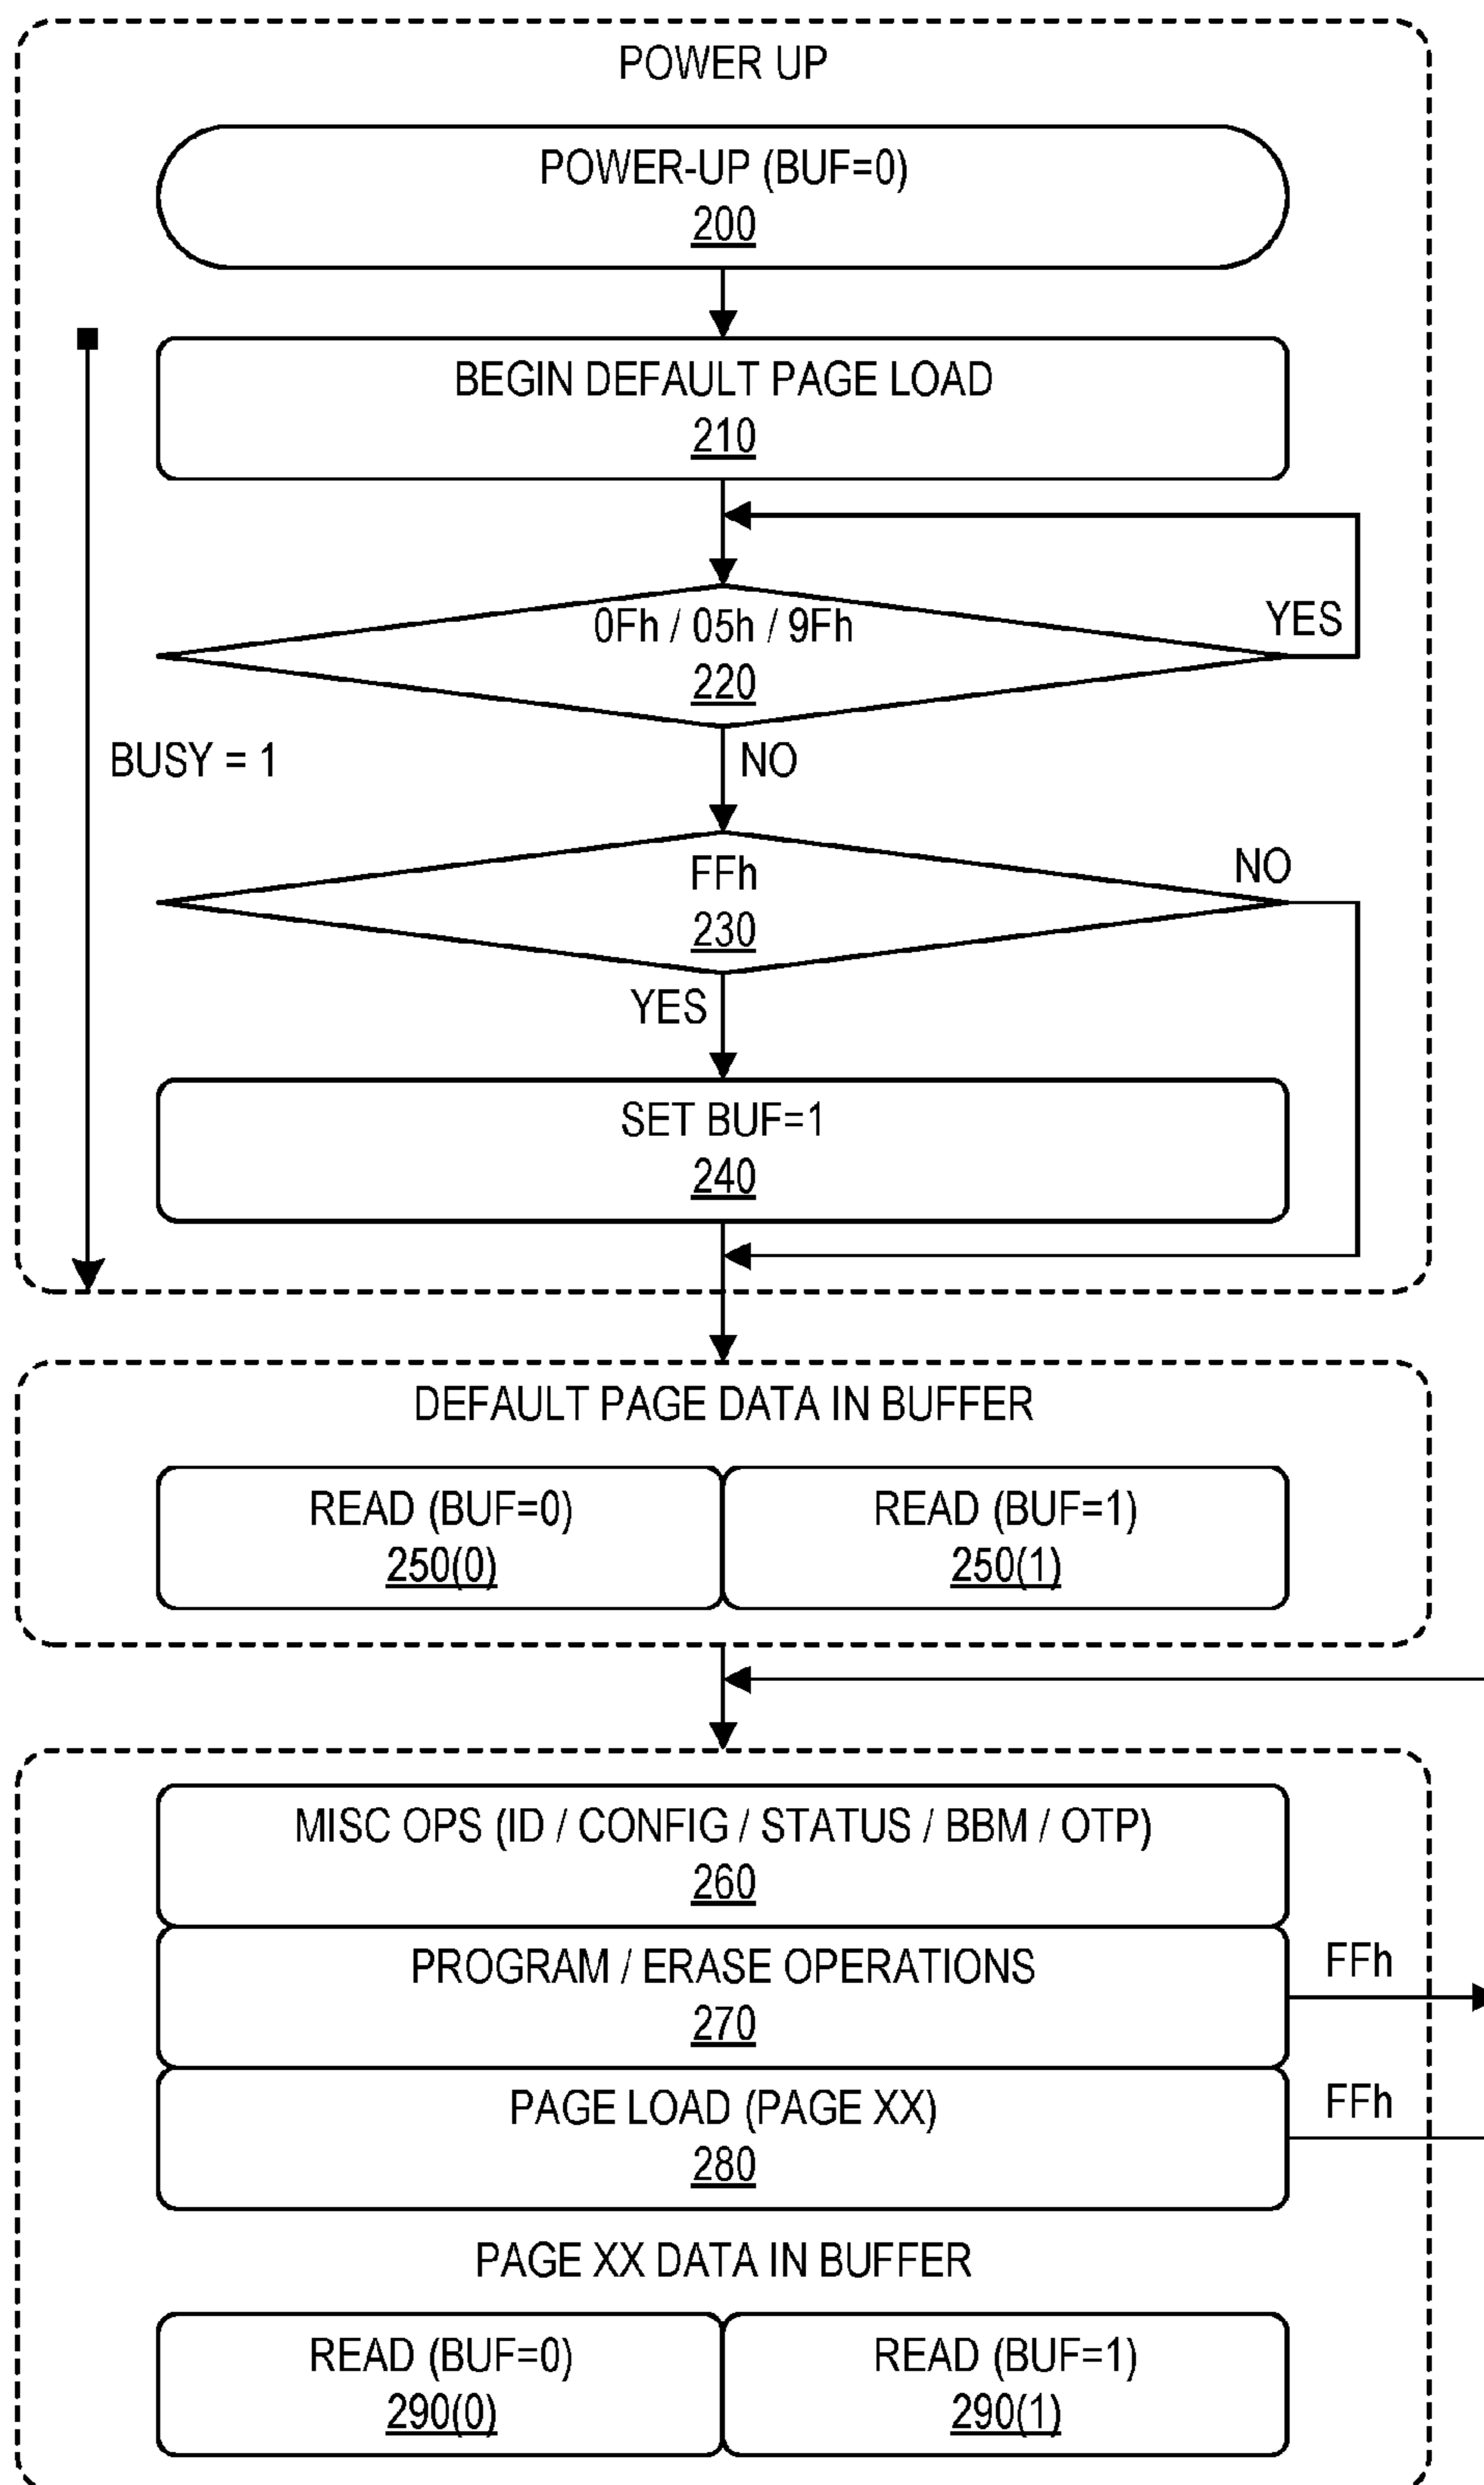 POWER UP
POWER-UP (BUF=0)
200
BEGIN DEFAULT PAGE LOAD
210
0Fh / 05h / 9Fh
220
YES
BUSY = 1
NO
FFh
230
NO
YES
SET BUF=1
240
DEFAULT PAGE DATA IN BUFFER
READ (BUF=0)
250(0)
READ (BUF=1)
250(1)
MISC OPS (ID / CONFIG / STATUS / BBM / OTP)
260
PROGRAM / ERASE OPERATIONS
270
FFh
PAGE LOAD (PAGE XX)
280
FFh
PAGE XX DATA IN BUFFER
READ (BUF=0)
290(0)
READ (BUF=1)
290(1)